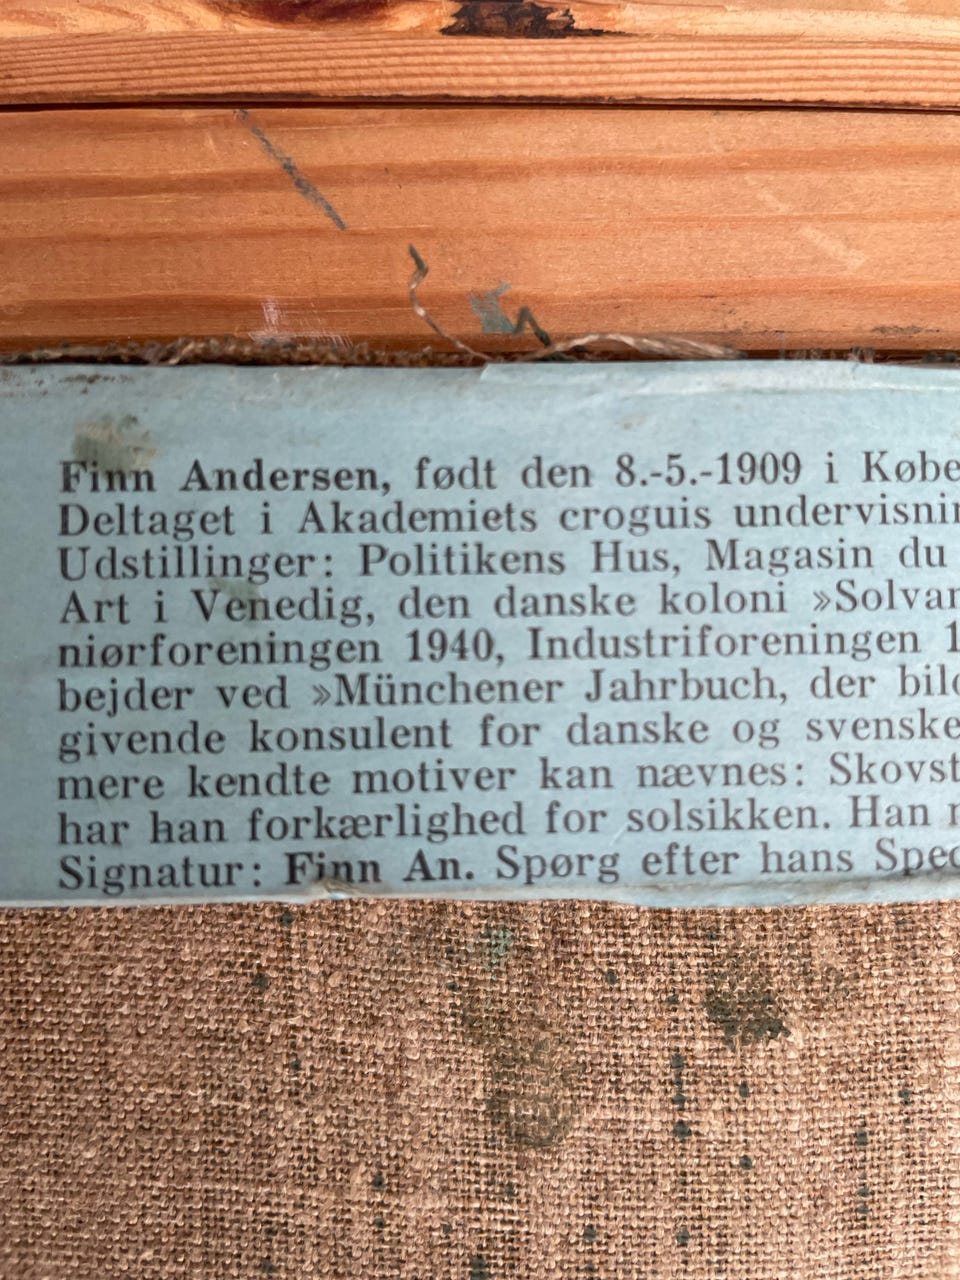 Finn Andersen, født den 8.-5.-1909 i Købe
Deltaget i Akademiets croguis undervisnin
Udstillinger: Politikens Hus, Magasin du
Art i Venedig, den danske koloni »Solvan
niørforeningen 1940, Industriforeningen 1
bejder ved »Münchener Jahrbuch, der bild
givende konsulent for danske og svenske
mere kendte motiver kan nævnes: Skovst
har han forkærlighed for solsikken. Han
Signatur: Finn An. Spørg efter hans Spec